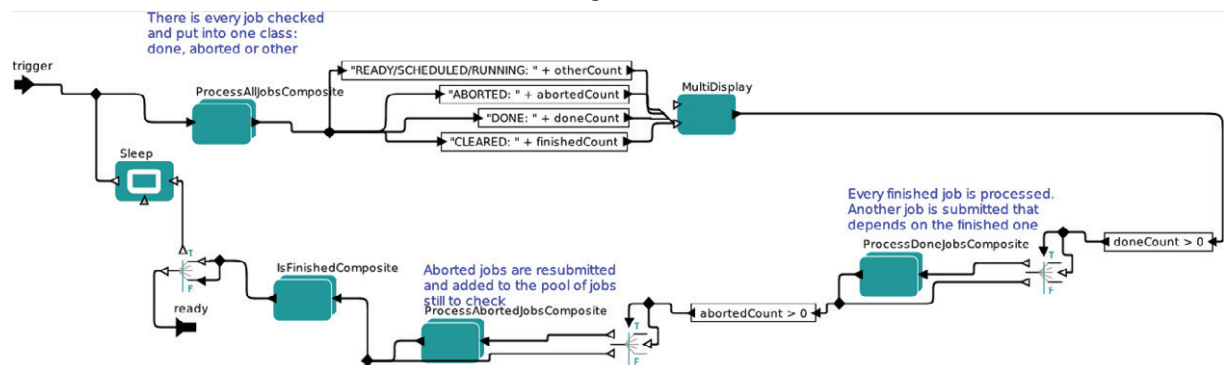 There is every job checked
and put into one class:
done, aborted or other
trigger
ProcessAllJobsComposite
"READY/SCHEDULED/RUNNING: " + otherCount
"ABORTED: " + abortedCount
"DONE: " + doneCount
"CLEARED: " + finishedCount
MultiDisplay
Sleep
Every finished job is processed.
Another job is submitted that
depends on the finished one
ProcessDoneJobsComposite
T
F
doneCount > 0
T
F
ready
IsFinishedComposite
Aborted jobs are resubmitted
and added to the pool of jobs
still to check
ProcessAbortedJobsComposite
T
F
abortedCount > 0